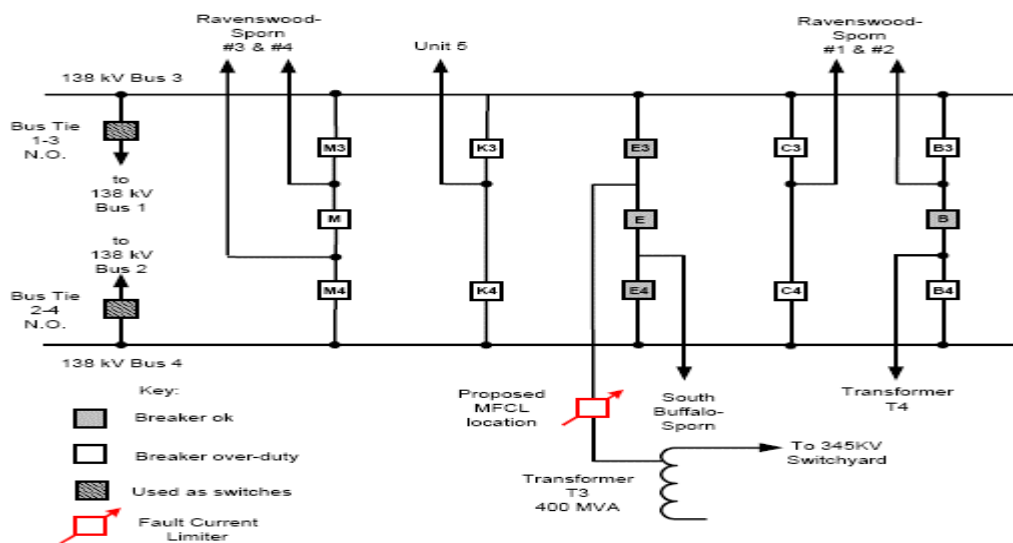 Ravenswood-
Sporn
#3 & #4
Unit 5
Ravenswood-
Sporn
#1 & #2
138 kV Bus 3
Bus Tie
1-3
N.O.
to
138 kV
Bus 1
M3
K3
E3
C3
B3
M
E
B
to
138 kV
Bus 2
Bus Tie
2-4
N.O.
M4
K4
E4
C4
B4
138 kV Bus 4
Key:
Breaker ok
Breaker over-duty
Used as switches
Fault Current
Limiter
Proposed
MFCL
location
South
Buffalo-
Sporn
Transformer
T4
Transformer
T3
400 MVA
To 345KV
Switchyard